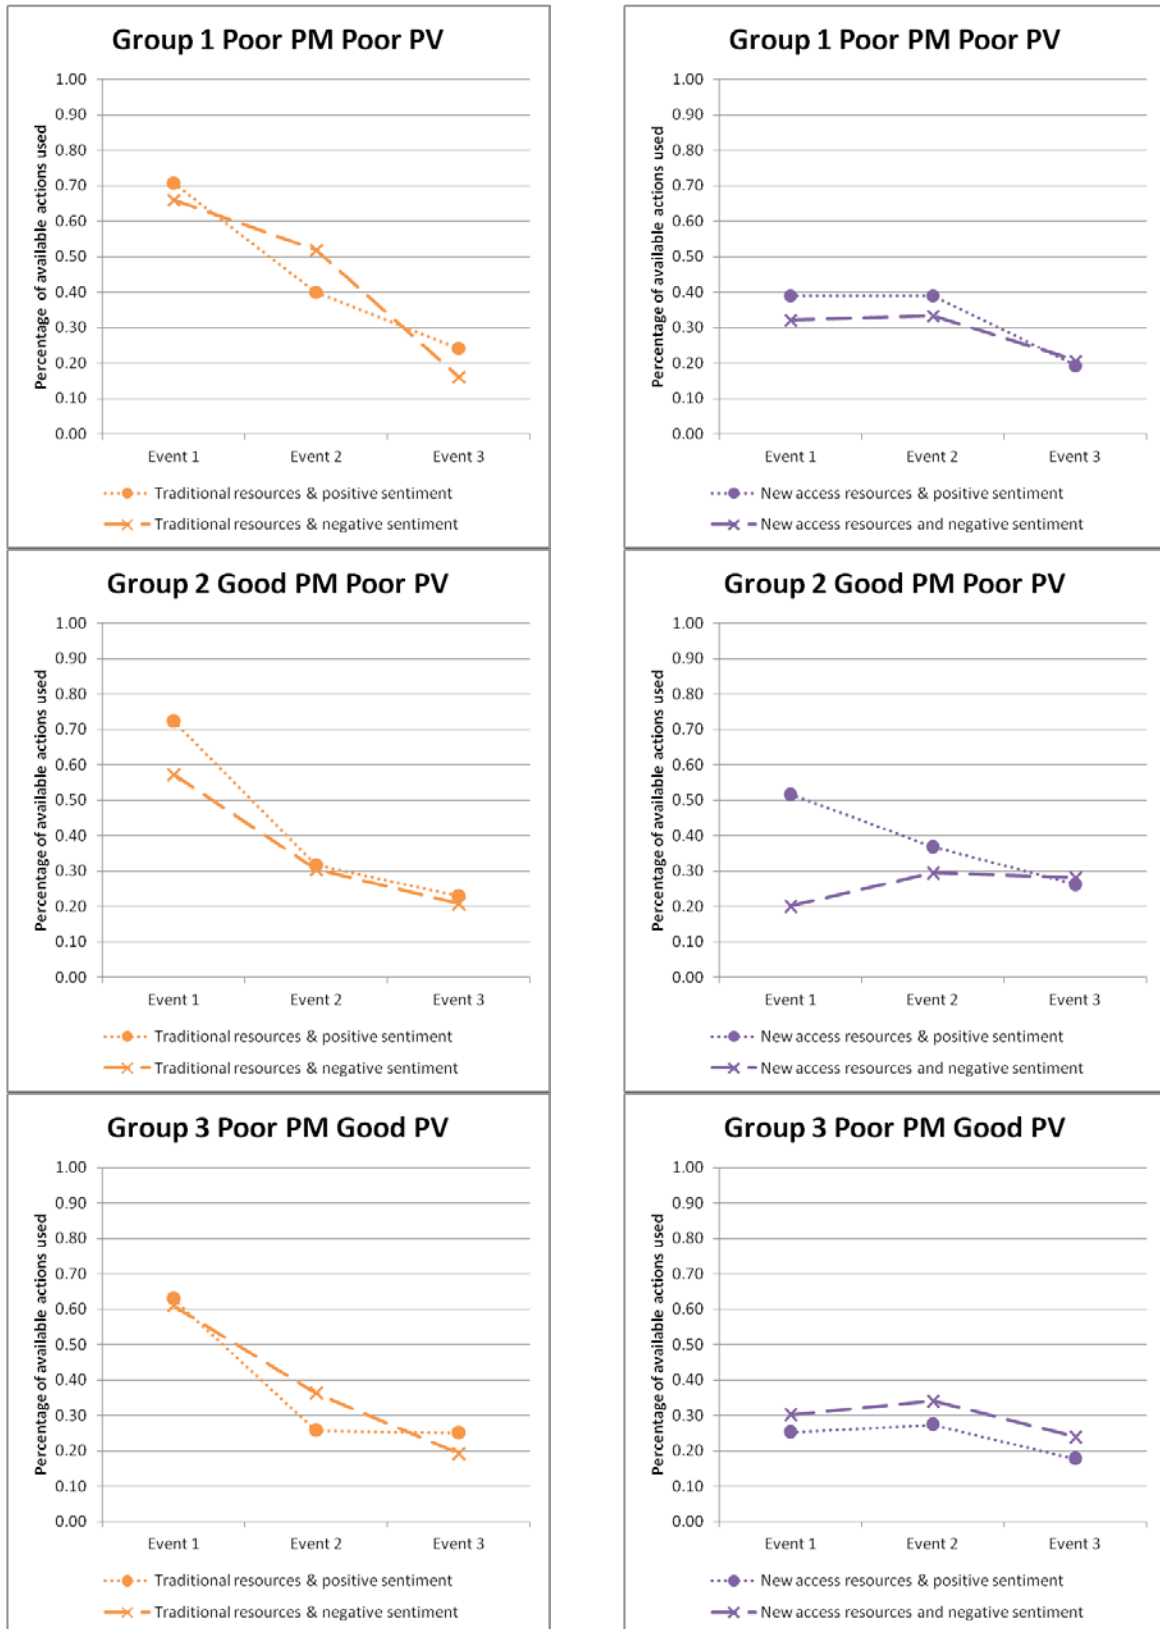 Group 1 Poor PM Poor PV
Percentage of available actions used
1.00
0.90
0.80
0.70
0.60
0.50
0.40
0.30
0.20
0.10
0.00
Event 1 Event 2 Event 3
Traditional resources & positive sentiment
Traditional resources & negative sentiment
Group 1 Poor PM Poor PV
Percentage of available actions used
1.00
0.90
0.80
0.70
0.60
0.50
0.40
0.30
0.20
0.10
0.00
Event 1 Event 2 Event 3
New access resources & positive sentiment
New access resources and negative sentiment
Group 2 Good PM Poor PV
Percentage of available actions used
1.00
0.90
0.80
0.70
0.60
0.50
0.40
0.30
0.20
0.10
0.00
Event 1 Event 2 Event 3
Traditional resources & positive sentiment
Traditional resources & negative sentiment
Group 2 Good PM Poor PV
Percentage of available actions used
1.00
0.90
0.80
0.70
0.60
0.50
0.40
0.30
0.20
0.10
0.00
Event 1 Event 2 Event 3
New access resources & positive sentiment
New access resources and negative sentiment
Group 3 Poor PM Good PV
Percentage of available actions used
1.00
0.90
0.80
0.70
0.60
0.50
0.40
0.30
0.20
0.10
0.00
Event 1 Event 2 Event 3
Traditional resources & positive sentiment
Traditional resources & negative sentiment
Group 3 Poor PM Good PV
Percentage of available actions used
1.00
0.90
0.80
0.70
0.60
0.50
0.40
0.30
0.20
0.10
0.00
Event 1 Event 2 Event 3
New access resources & positive sentiment
New access resources and negative sentiment